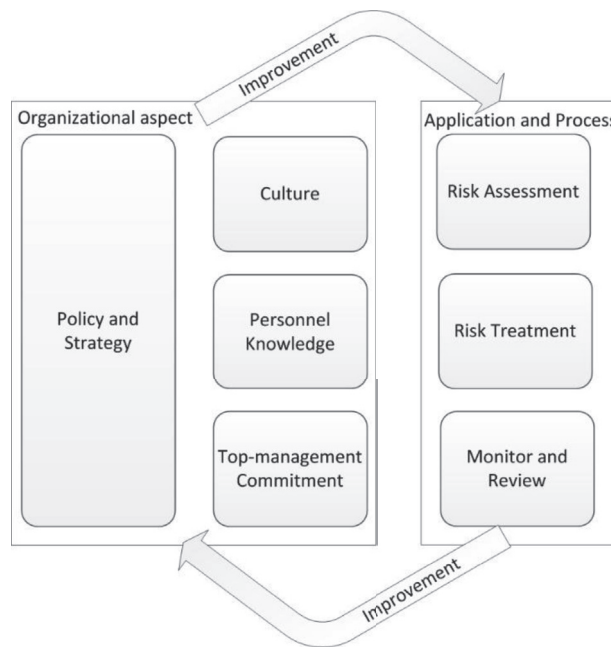 Improvement
Organizational aspect
Policy and
Strategy
Culture
Personnel
Knowledge
Top-management
Commitment
Application and Process
Risk Assessment
Risk Treatment
Monitor and
Review
Improvement